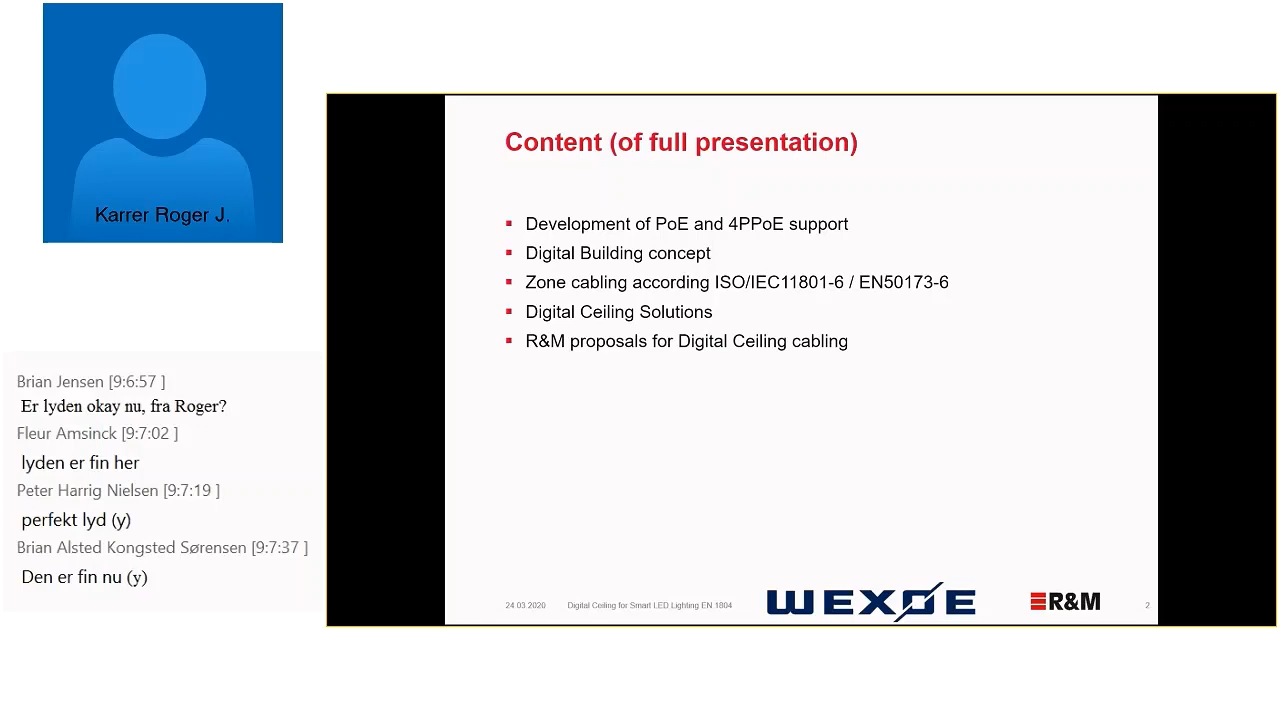 Karrer Roger J.
Brian Jensen [9:6:57 ]
Er lyden okay nu, fra Roger?
Fleur Amsinck [9:7:02 ]
lyden er fin her
Peter Harrig Nielsen [9:7:19 ]
perfekt lyd (y)
Brian Alsted Kongsted Sørensen [9:7:37 ]
Den er fin nu (y)
Content (of full presentation)
Development of PoE and 4PPoE support
Digital Building concept
Zone cabling according ISO/IEC11801-6 / EN50173-6
Digital Ceiling Solutions
R&M proposals for Digital Ceiling cabling
24.03.2020 Digital Ceiling for Smart LED Lighting EN 1804 WEXØE R&M 2